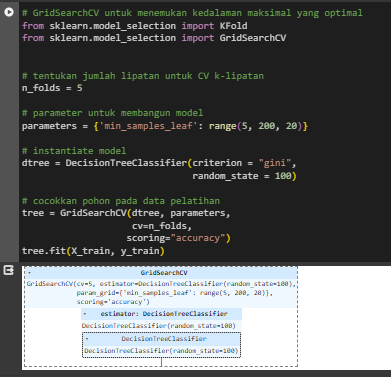 # GridSearchCV untuk menemukan kedalaman maksimal yang optimal
from sklearn.model_selection import KFold
from sklearn.model_selection import GridSearchCV
# tentukan jumlah lipatan untuk CV k-lipatan
n_folds = 5
# parameter untuk membangun model
parameters = {'min_samples_leaf': range(5, 200, 20)}
# instantiate model
dtree = DecisionTreeClassifier(criterion = "gini",
random_state = 100)
# cocokkan pohon pada data pelatihan
tree = GridSearchCV(dtree, parameters,
cv=n_folds,
scoring="accuracy")
tree.fit(X_train, y_train)
GridSearchCV
GridSearchCV(cv=5, estimator=DecisionTreeClassifier(random_state=100),
param_grid={'min_samples_leaf': range(5, 200, 20)},
scoring='accuracy')
estimator: DecisionTreeClassifier
DecisionTreeClassifier(random_state=100)
DecisionTreeClassifier
DecisionTreeClassifier(random_state=100)